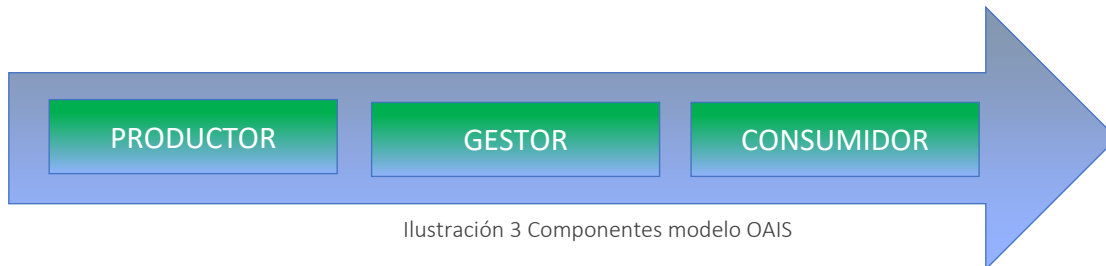 PRODUCTOR
GESTOR
CONSUMIDOR
Ilustración 3 Componentes modelo OAIS